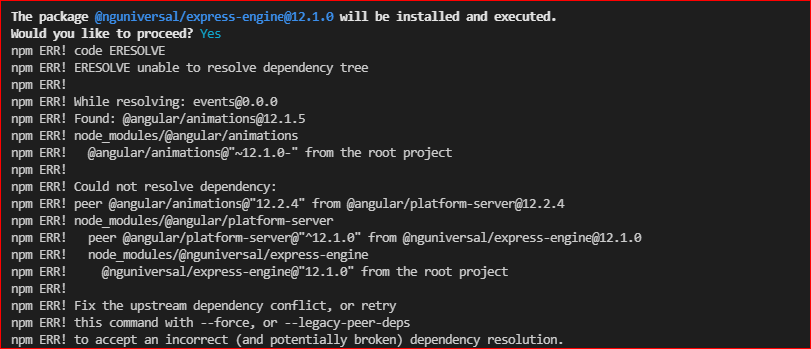 The package @nguniversal/express-engine@12.1.0 will be installed and executed.
Would you like to proceed? Yes
npm ERR! code ERESOLVE
npm ERR! ERESOLVE unable to resolve dependency tree
npm ERR!
npm ERR! While resolving: events@0.0.0
npm ERR! Found: @angular/animations@12.1.5
npm ERR! node_modules/@angular/animations
npm ERR!   @angular/animations@"~12.1.0-" from the root project
npm ERR!
npm ERR! Could not resolve dependency:
npm ERR! peer @angular/animations@"12.2.4" from @angular/platform-server@12.2.4
npm ERR! node_modules/@angular/platform-server
npm ERR!   peer @angular/platform-server@"^12.1.0" from @nguniversal/express-engine@12.1.0
npm ERR!   node_modules/@nguniversal/express-engine
npm ERR!     @nguniversal/express-engine@"12.1.0" from the root project
npm ERR!
npm ERR! Fix the upstream dependency conflict, or retry
npm ERR! this command with --force, or --legacy-peer-deps
npm ERR! to accept an incorrect (and potentially broken) dependency resolution.